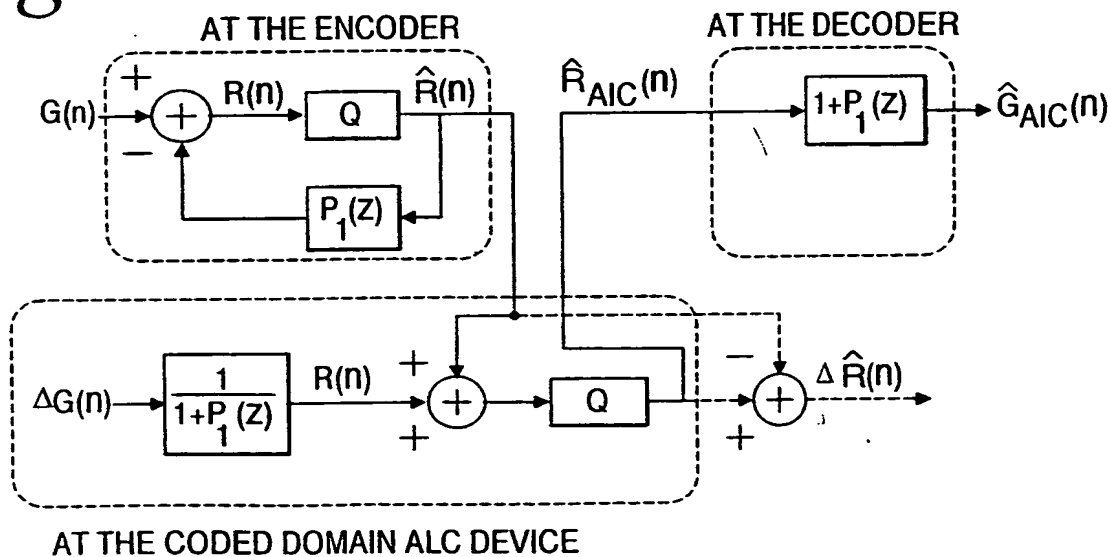 AT THE ENCODER
AT THE DECODER
+
G(n)
+
−
R(n)
Q
R̂(n)
P₁(Z)
R̂AIC(n)
1+P₁(Z)
ĜAIC(n)
ΔG(n)
1
1+P₁(Z)
R(n)
+
+
+
Q
−
+
+
Δ R̂(n)
AT THE CODED DOMAIN ALC DEVICE